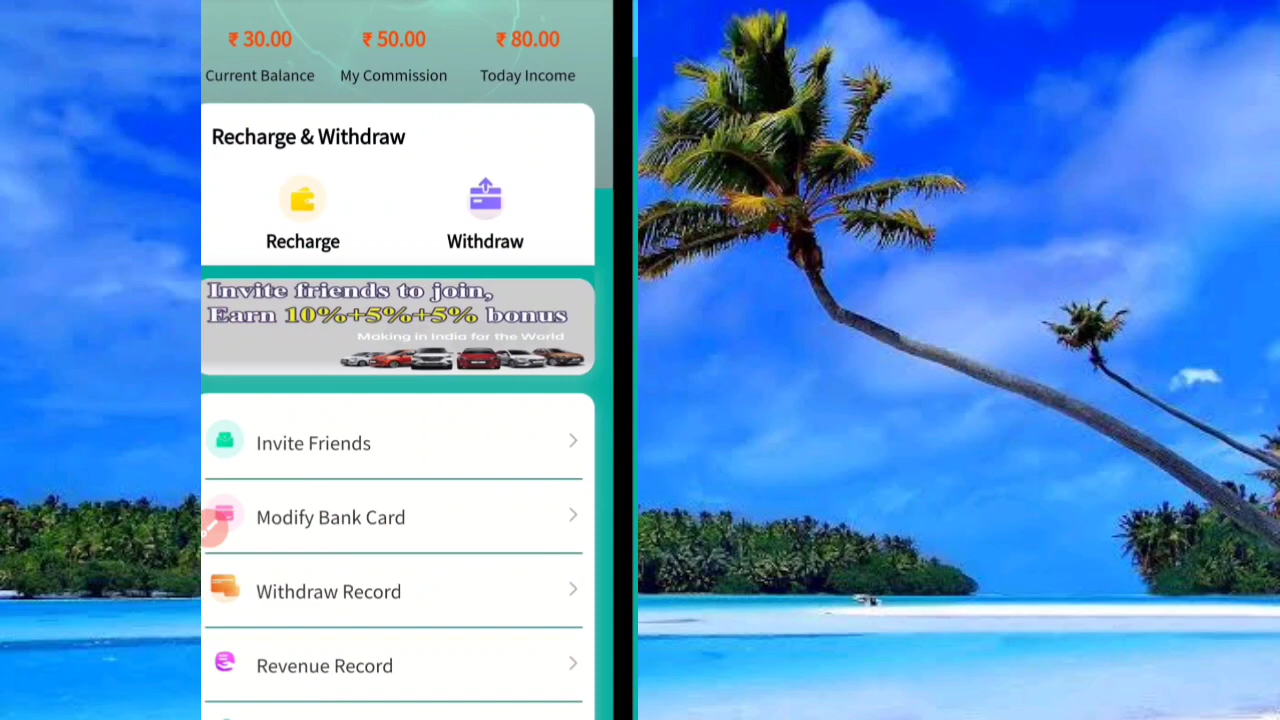 ₹ 30.00 ₹ 50.00 ₹ 80.00
Current Balance My Commission Today Income
Recharge & Withdraw
Recharge Withdraw
Invite friends to join,
Earn 10%+5%+5% bonus
Making in India for the World
Invite Friends
Modify Bank Card
Withdraw Record
Revenue Record